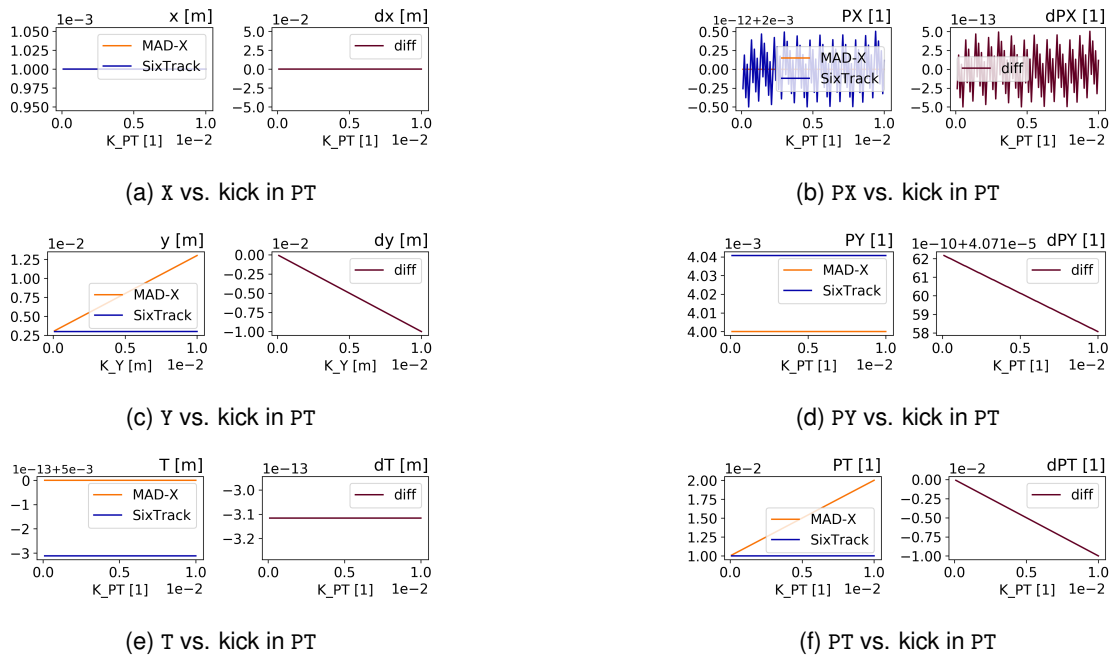 x [m]
1e−3
1.050
1.025
1.000
0.975
0.950
MAD-X
SixTrack
0.0 0.5 1.0
K_PT [1] 1e−2
dx [m]
1e−2
5.0
2.5
0.0
−2.5
−5.0
diff
0.0 0.5 1.0
K_PT [1] 1e−2
(a) X vs. kick in PT
PX [1]
1e−12+2e−3
0.50
0.25
0.00
−0.25
−0.50
MAD-X
SixTrack
0.0 0.5 1.0
K_PT [1] 1e−2
dPX [1]
1e−13
5.0
2.5
0.0
−2.5
−5.0
diff
0.0 0.5 1.0
K_PT [1] 1e−2
(b) PX vs. kick in PT
y [m]
1e−2
1.25
1.00
0.75
0.50
0.25
MAD-X
SixTrack
0.0 0.5 1.0
K_Y [m] 1e−2
dy [m]
1e−2
0.00
−0.25
−0.50
−0.75
−1.00
diff
0.0 0.5 1.0
K_Y [m] 1e−2
(c) Y vs. kick in PT
PY [1]
1e−3
4.04
4.03
4.02
4.01
4.00
MAD-X
SixTrack
0.0 0.5 1.0
K_PT [1] 1e−2
dPY [1]
1e−10+4.071e−5
62
61
60
59
58
diff
0.0 0.5 1.0
K_PT [1] 1e−2
(d) PY vs. kick in PT
T [m]
1e−13+5e−3
0
−1
−2
−3
MAD-X
SixTrack
0.0 0.5 1.0
K_PT [1] 1e−2
dT [m]
1e−13
−3.0
−3.1
−3.2
diff
0.0 0.5 1.0
K_PT [1] 1e−2
(e) T vs. kick in PT
PT [1]
1e−2
2.00
1.75
1.50
1.25
1.00
MAD-X
SixTrack
0.0 0.5 1.0
K_PT [1] 1e−2
dPT [1]
1e−2
0.00
−0.25
−0.50
−0.75
−1.00
diff
0.0 0.5 1.0
K_PT [1] 1e−2
(f) PT vs. kick in PT